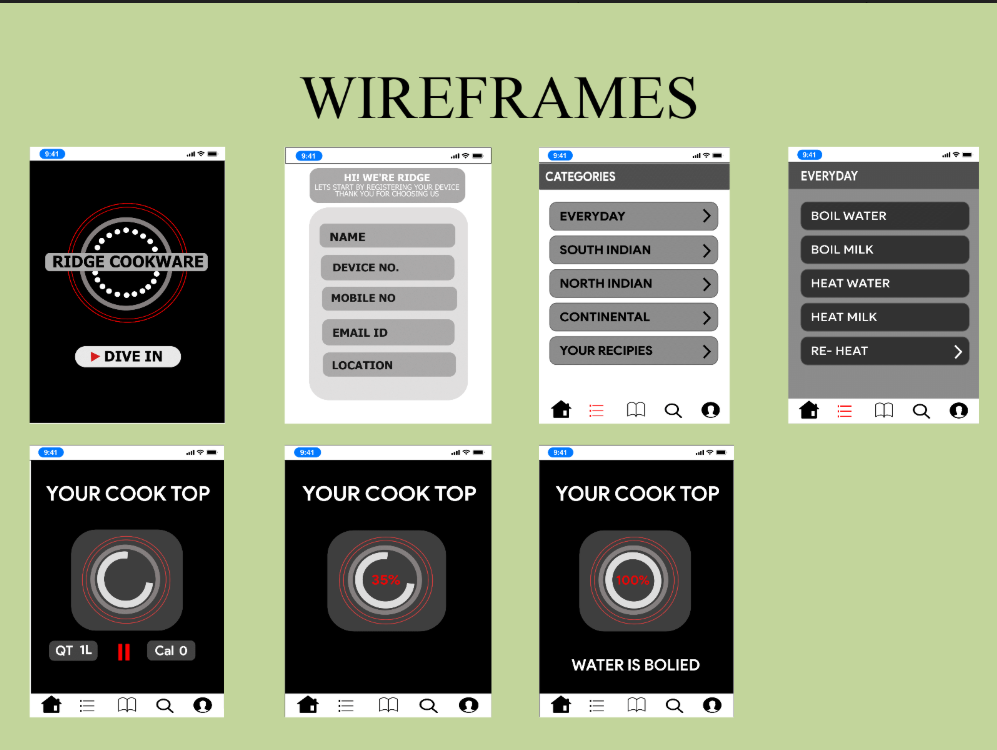 WIREFRAMES
9:41
RIDGE COOKWARE
DIVE IN
9:41
HI! WE'RE RIDGE
LETS START BY REGISTERING YOUR DEVICE
THANK YOU FOR CHOOSING US
NAME
DEVICE NO.
MOBILE NO
EMAIL ID
LOCATION
9:41
CATEGORIES
EVERYDAY
SOUTH INDIAN
NORTH INDIAN
CONTINENTAL
YOUR RECIPIES
9:41
EVERYDAY
BOIL WATER
BOIL MILK
HEAT WATER
HEAT MILK
RE- HEAT
9:41
YOUR COOK TOP
QT 1L
Cal 0
9:41
YOUR COOK TOP
35%
9:41
YOUR COOK TOP
100%
WATER IS BOLIED